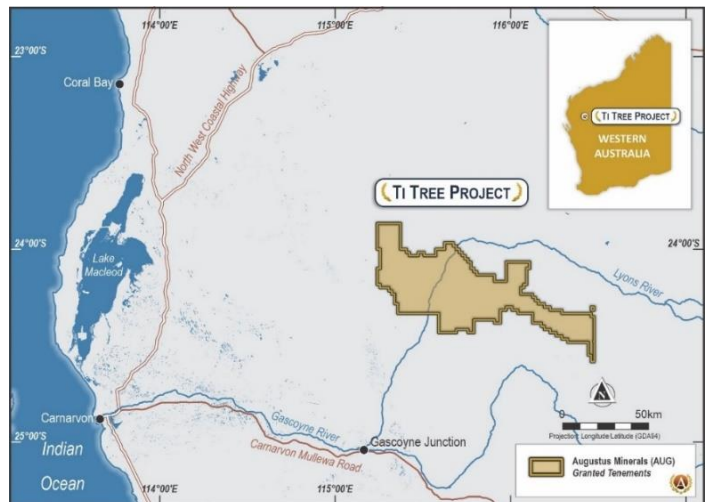 114°00'E
115°00'E
116°00'E
23°00'S
23°00'S
Coral Bay
North West Coastal Highway
TI TREE PROJECT
WESTERN
AUSTRALIA
TI TREE PROJECT
24°00'S
24°00'S
Lake
Macleod
Lyons River
Carnarvon
Gascoyne River
Carnarvon Mullewa Road
Gascoyne Junction
25°00'S
Indian
Ocean
0 50km
Projection: Longitude Latitude (GDA94)
Augustus Minerals (AUG)
Granted Tenements
114°00'E
115°00'E